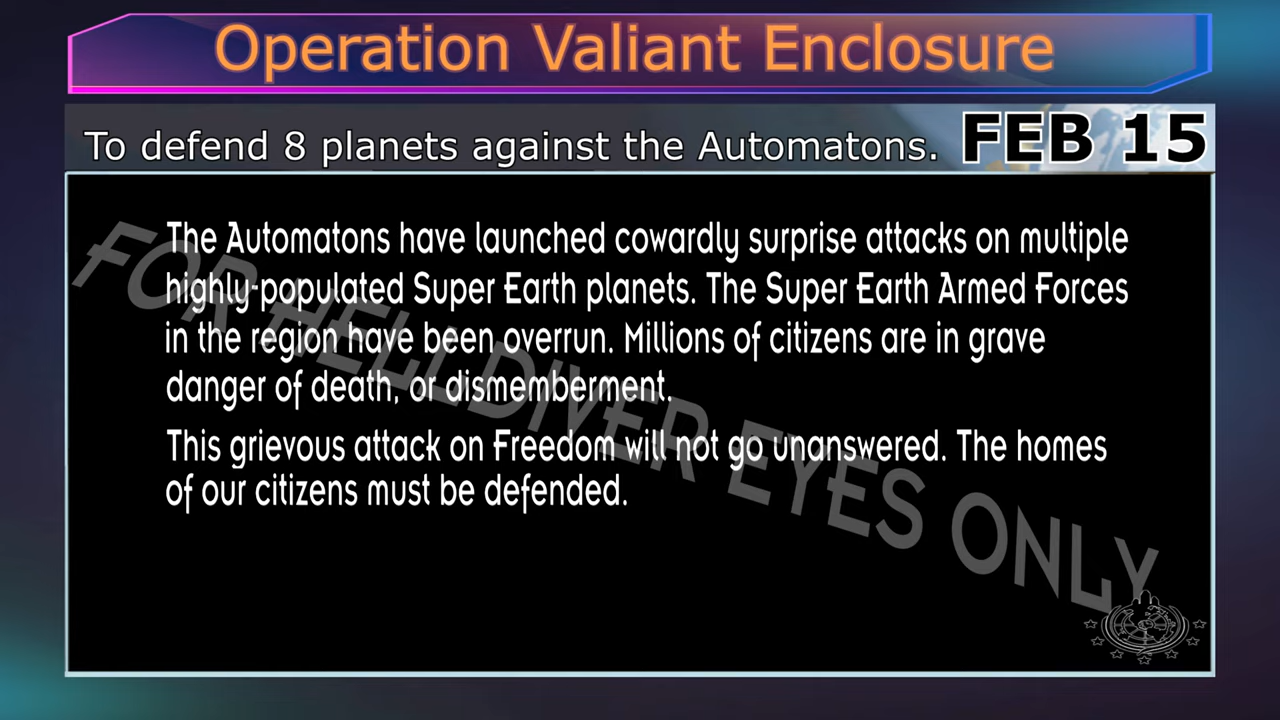 Operation Valiant Enclosure
To defend 8 planets against the Automatons.
FEB 15
The Automatons have launched cowardly surprise attacks on multiple
highly-populated Super Earth planets. The Super Earth Armed Forces
in the region have been overrun. Millions of citizens are in grave
danger of death, or dismemberment.
This grievous attack on Freedom will not go unanswered. The homes
of our citizens must be defended.
FOR HELLDIVER EYES ONLY